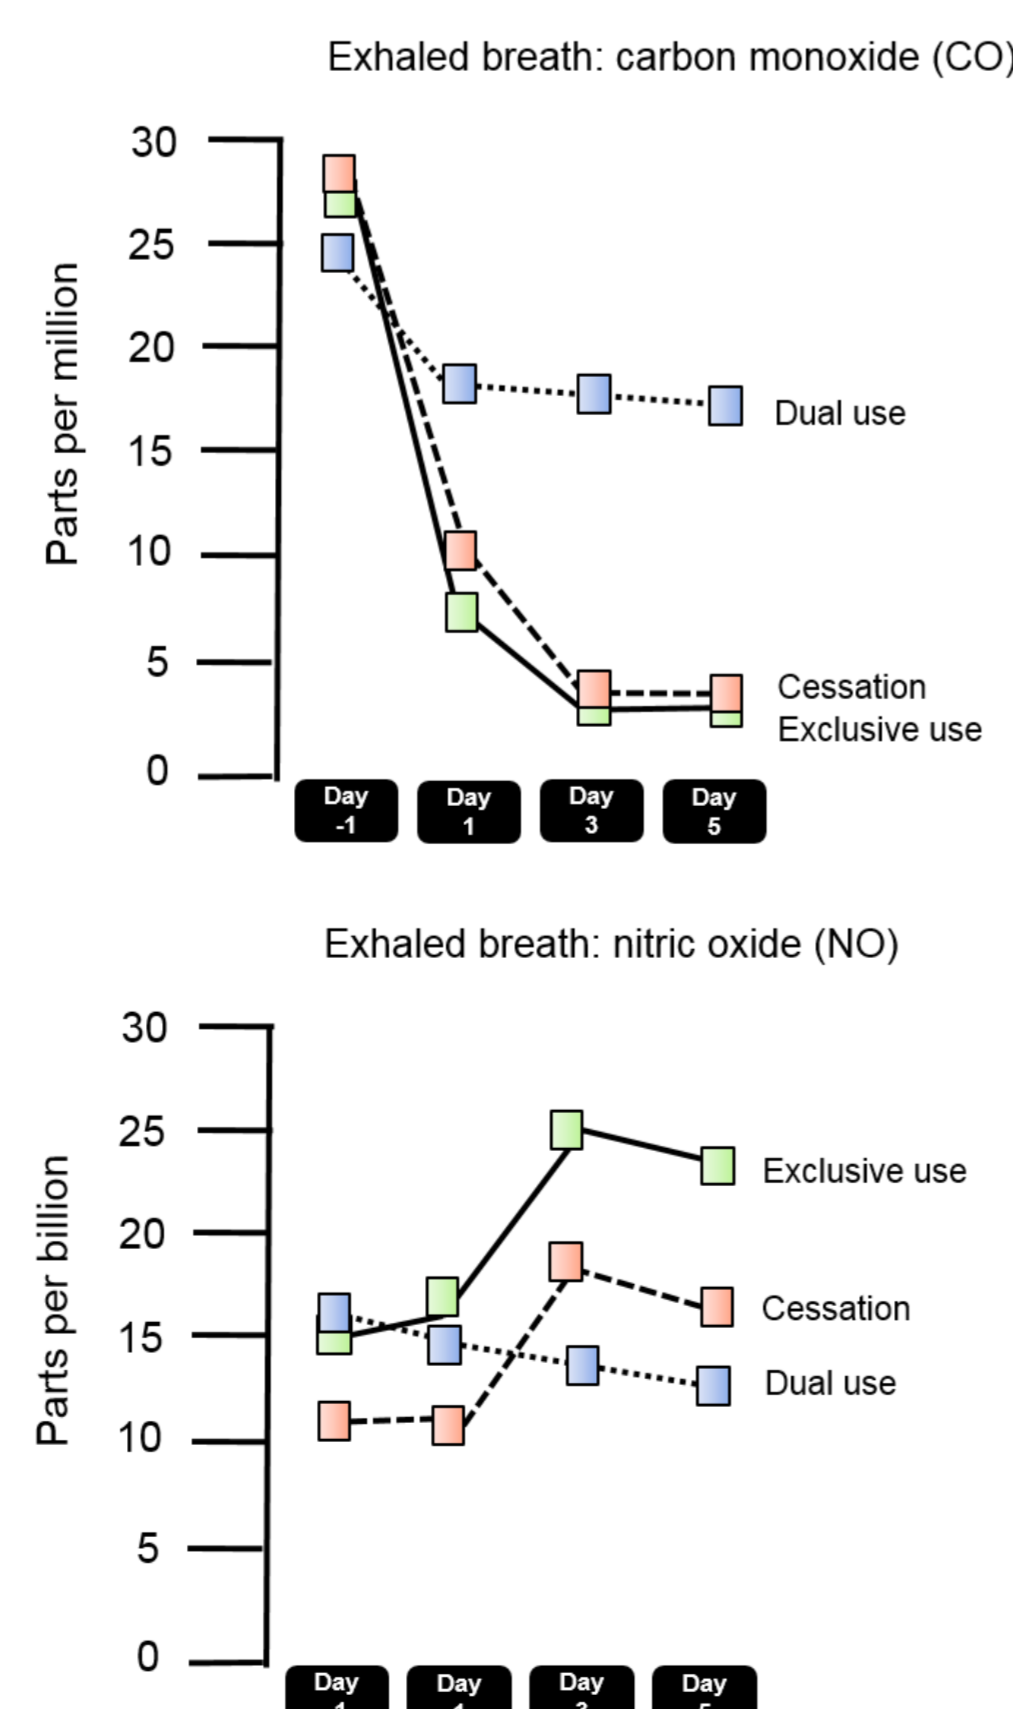 Exhaled breath: carbon monoxide (CO)
30
25
20
15
10
5
0
Parts per million
Dual use
Cessation
Exclusive use
Day
-1
Day
1
Day
3
Day
5
Exhaled breath: nitric oxide (NO)
30
25
20
15
10
5
0
Parts per billion
Exclusive use
Cessation
Dual use
Day
Day
Day
Day